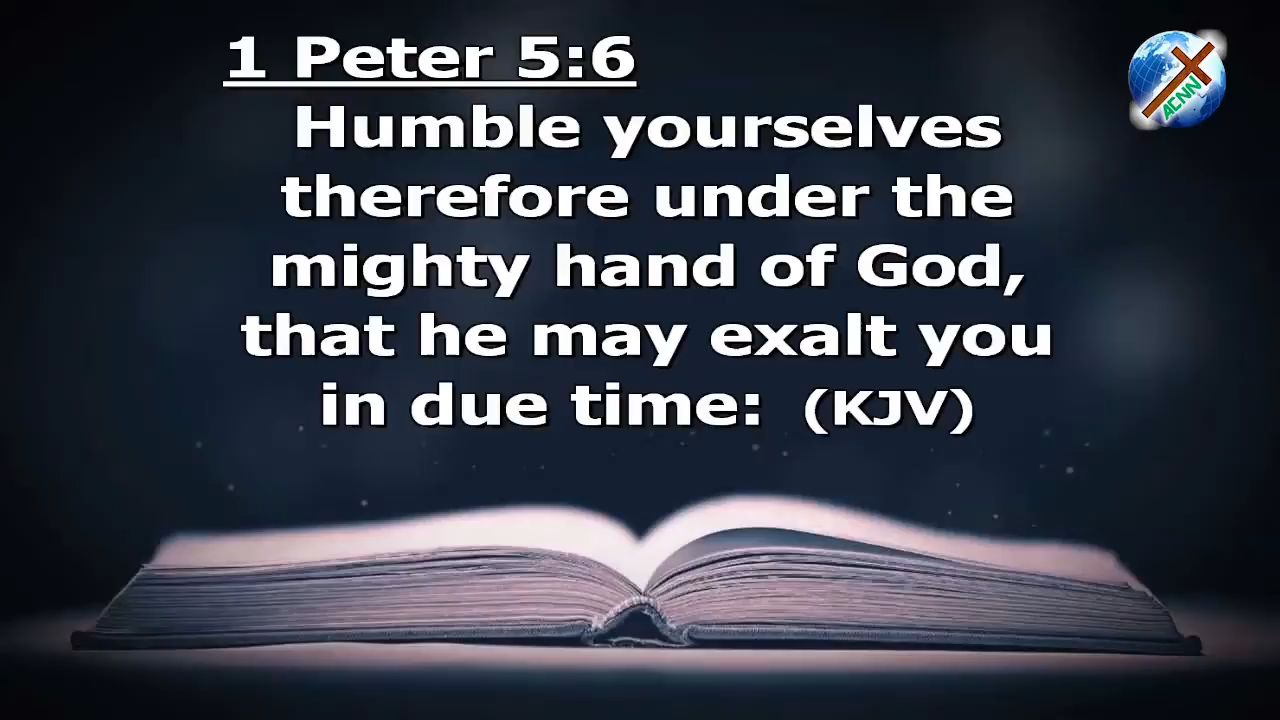 1 Peter 5:6
Humble yourselves
therefore under the
mighty hand of God,
that he may exalt you
in due time: (KJV)
ACNN